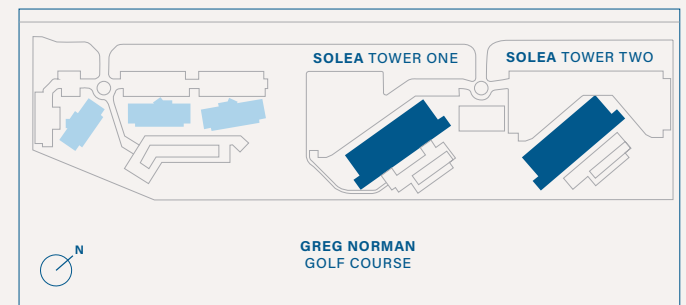 SOLEA TOWER ONE
SOLEA TOWER TWO
N
GREG NORMAN
GOLF COURSE